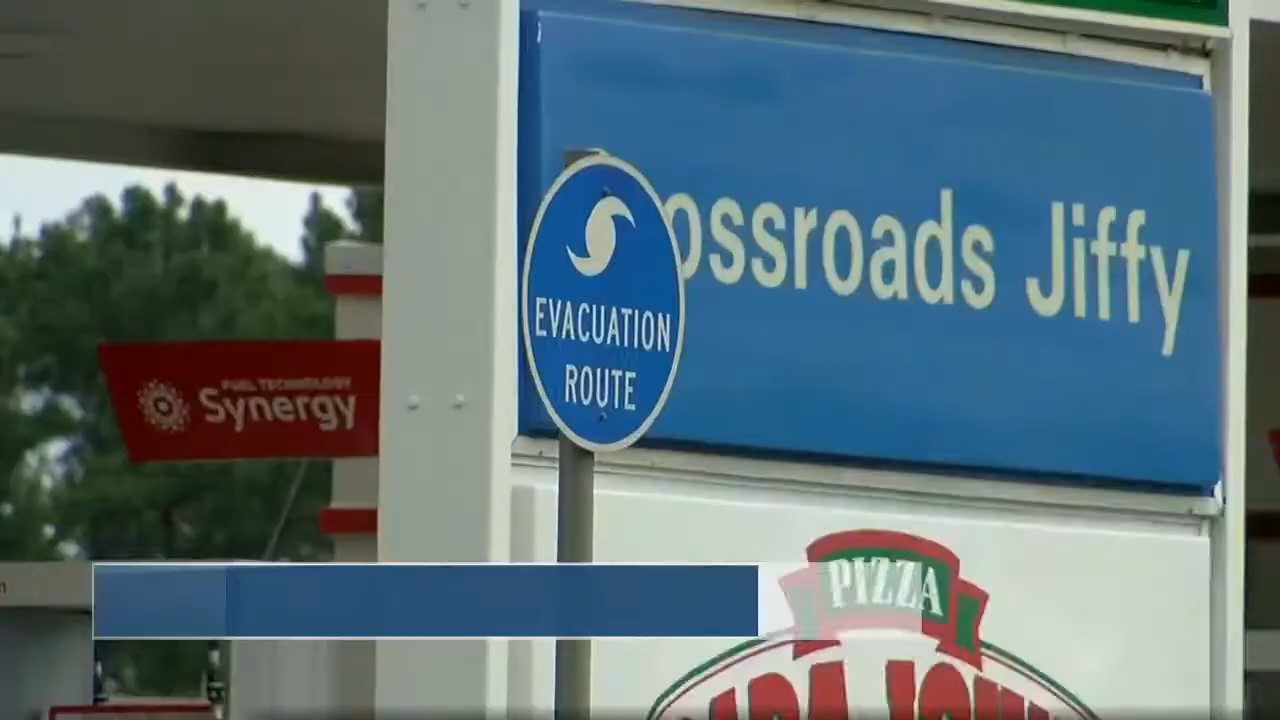 ossroads Jiffy
EVACUATION
ROUTE
FUEL TECHNOLOGY
Synergy
PIZZA